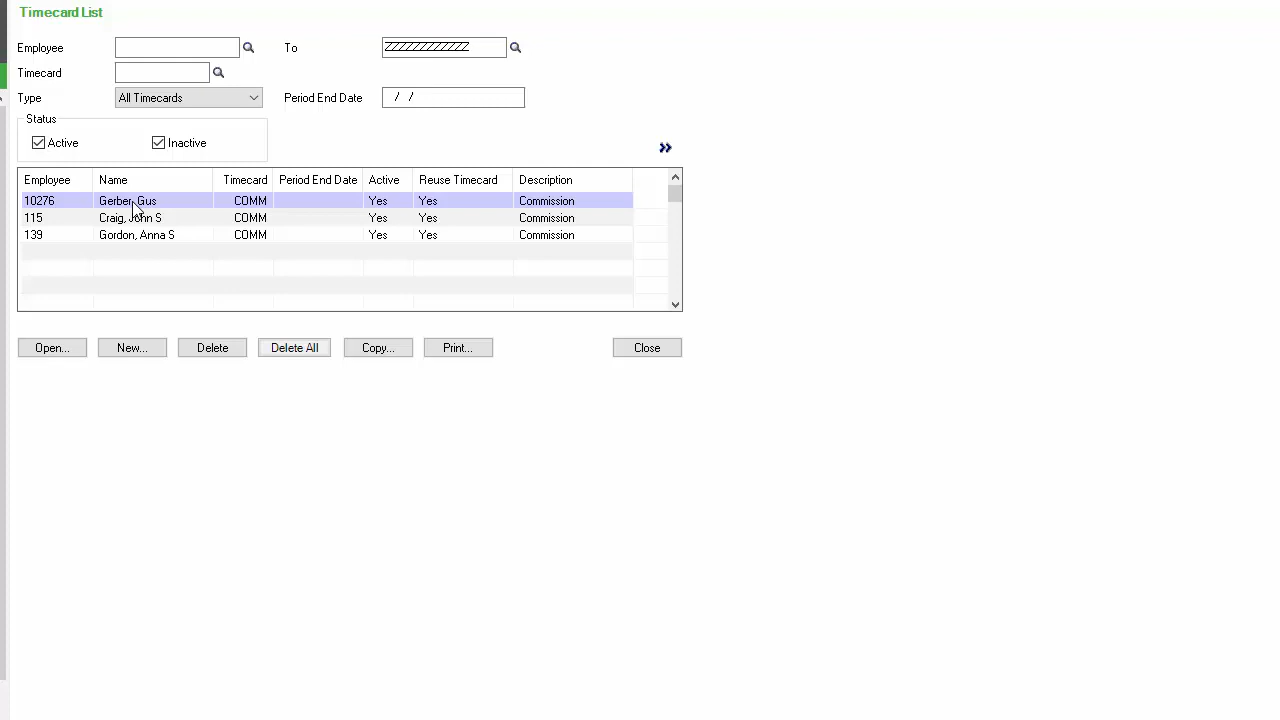 Timecard List
Employee To ZZZZZZZZZZZZ
Timecard
Type All Timecards Period End Date / /
Status
Active Inactive
Employee Name Timecard Period End Date Active Reuse Timecard Description
10276 Gerber, Gus COMM Yes Yes Commission
115 Craig, John S COMM Yes Yes Commission
139 Gordon, Anna S COMM Yes Yes Commission
Open... New... Delete Delete All Copy... Print... Close